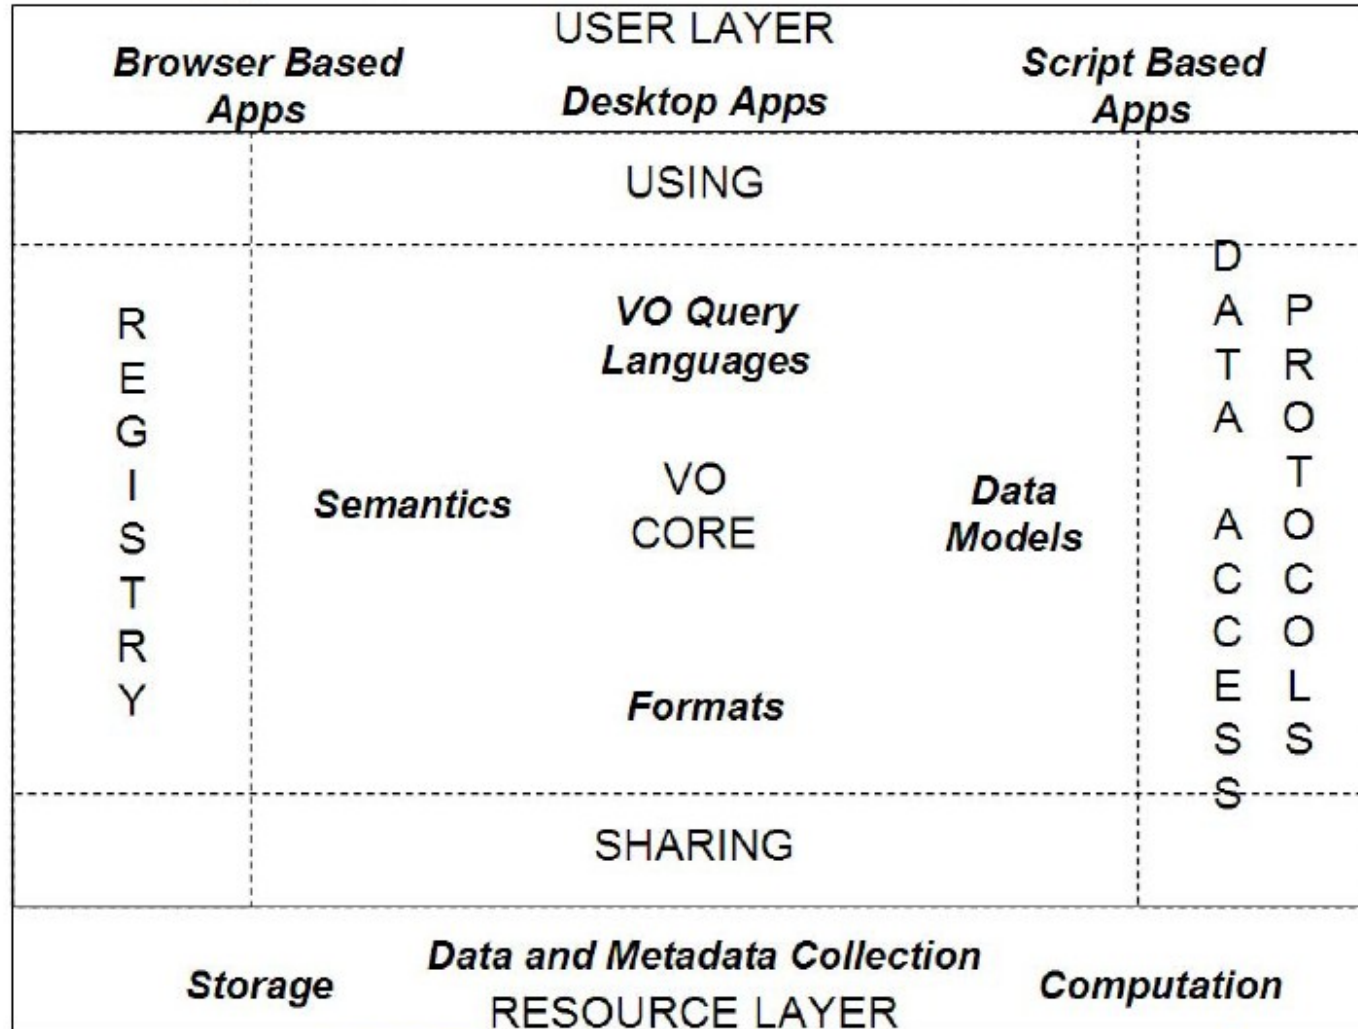 USER LAYER
Browser Based
Apps
Desktop Apps
Script Based
Apps
USING
REGISTRY
VO Query
Languages
Semantics
VO
CORE
Data
Models
Formats
DATA ACCESS
PROTOCOLS
SHARING
Storage
Data and Metadata Collection
Computation
RESOURCE LAYER